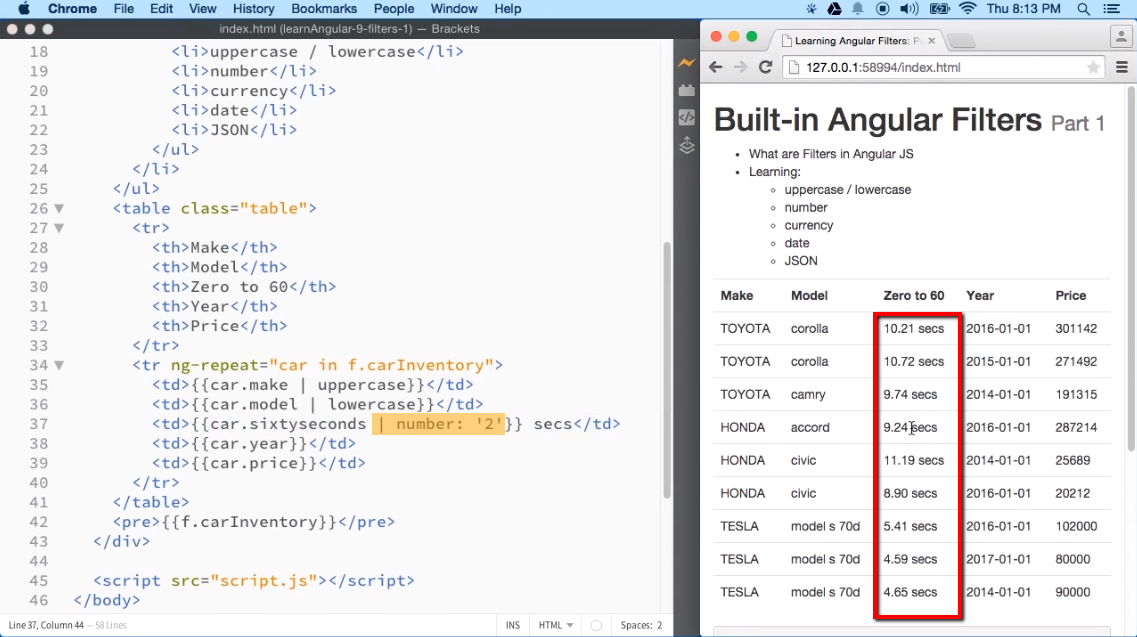 Chrome File Edit View History Bookmarks People Window Help Thu 8:13 PM
index.html (learnAngular-9-filters-1) — Brackets
18 <li>uppercase / lowercase</li>
19 <li>number</li>
20 <li>currency</li>
21 <li>date</li>
22 <li>JSON</li>
23 </ul>
24 </li>
25 </ul>
26 <table class="table">
27 <tr>
28 <th>Make</th>
29 <th>Model</th>
30 <th>Zero to 60</th>
31 <th>Year</th>
32 <th>Price</th>
33 </tr>
34 <tr ng-repeat="car in f.carInventory">
35 <td>{{car.make | uppercase}}</td>
36 <td>{{car.model | lowercase}}</td>
37 <td>{{car.sixtyseconds | number: '2'}} secs</td>
38 <td>{{car.year}}</td>
39 <td>{{car.price}}</td>
40 </tr>
41 </table>
42 <pre>{{f.carInventory}}</pre>
43 </div>
44
45 <script src="script.js"></script>
46 </body>
Line 37, Column 44 — 58 Lines INS HTML Spaces: 2
Learning Angular Filters: P
127.0.0.1:58994/index.html
Built-in Angular Filters Part 1
What are Filters in Angular JS
Learning:
uppercase / lowercase
number
currency
date
JSON
Make Model Zero to 60 Year Price
TOYOTA corolla 10.21 secs 2016-01-01 301142
TOYOTA corolla 10.72 secs 2015-01-01 271492
TOYOTA camry 9.74 secs 2014-01-01 191315
HONDA accord 9.24 secs 2016-01-01 287214
HONDA civic 11.19 secs 2014-01-01 25689
HONDA civic 8.90 secs 2016-01-01 20212
TESLA model s 70d 5.41 secs 2016-01-01 102000
TESLA model s 70d 4.59 secs 2017-01-01 80000
TESLA model s 70d 4.65 secs 2014-01-01 90000